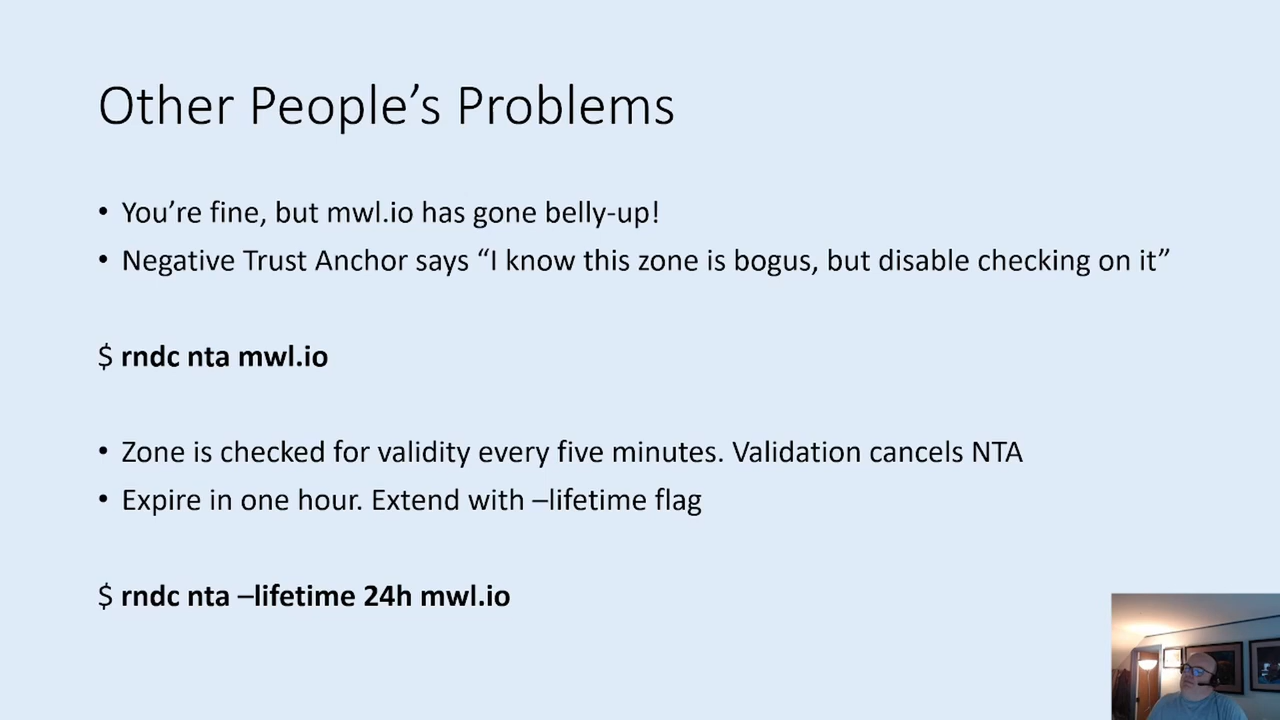 Other People’s Problems
• You’re fine, but mwl.io has gone belly-up!
• Negative Trust Anchor says “I know this zone is bogus, but disable checking on it”
$ rndc nta mwl.io
• Zone is checked for validity every five minutes. Validation cancels NTA
• Expire in one hour. Extend with –lifetime flag
$ rndc nta –lifetime 24h mwl.io